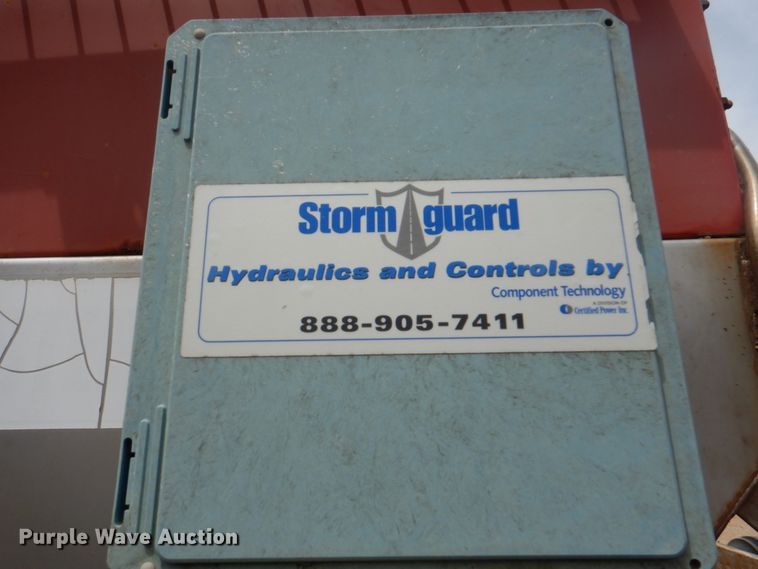 Storm guard
Hydraulics and Controls by
Component Technology
A DIVISION OF
Certified Power Inc.
888-905-7411
Purple Wave Auction